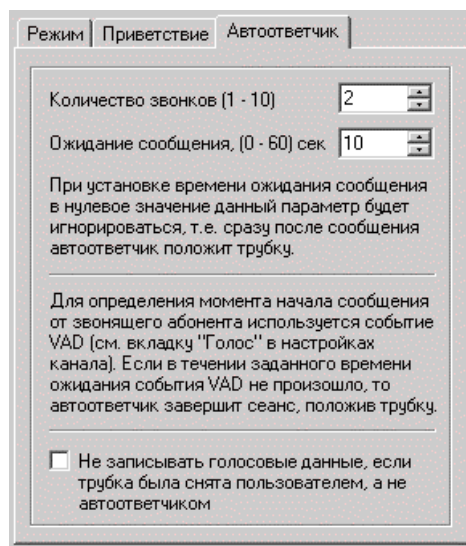 Режим Приветствие Автоответчик
Количество звонков (1 - 10) 2
Ожидание сообщения, (0 - 60) сек 10
При установке времени ожидания сообщения
в нулевое значение данный параметр будет
игнорироваться, т.е. сразу после сообщения
автоответчик положит трубку.
Для определения момента начала сообщения
от звонящего абонента используется событие
VAD (см. вкладку "Голос" в настройках
канала). Если в течении заданного времени
ожидания события VAD не произошло, то
автоответчик завершит сеанс, положив трубку.
Не записывать голосовые данные, если
трубка была снята пользователем, а не
автоответчиком